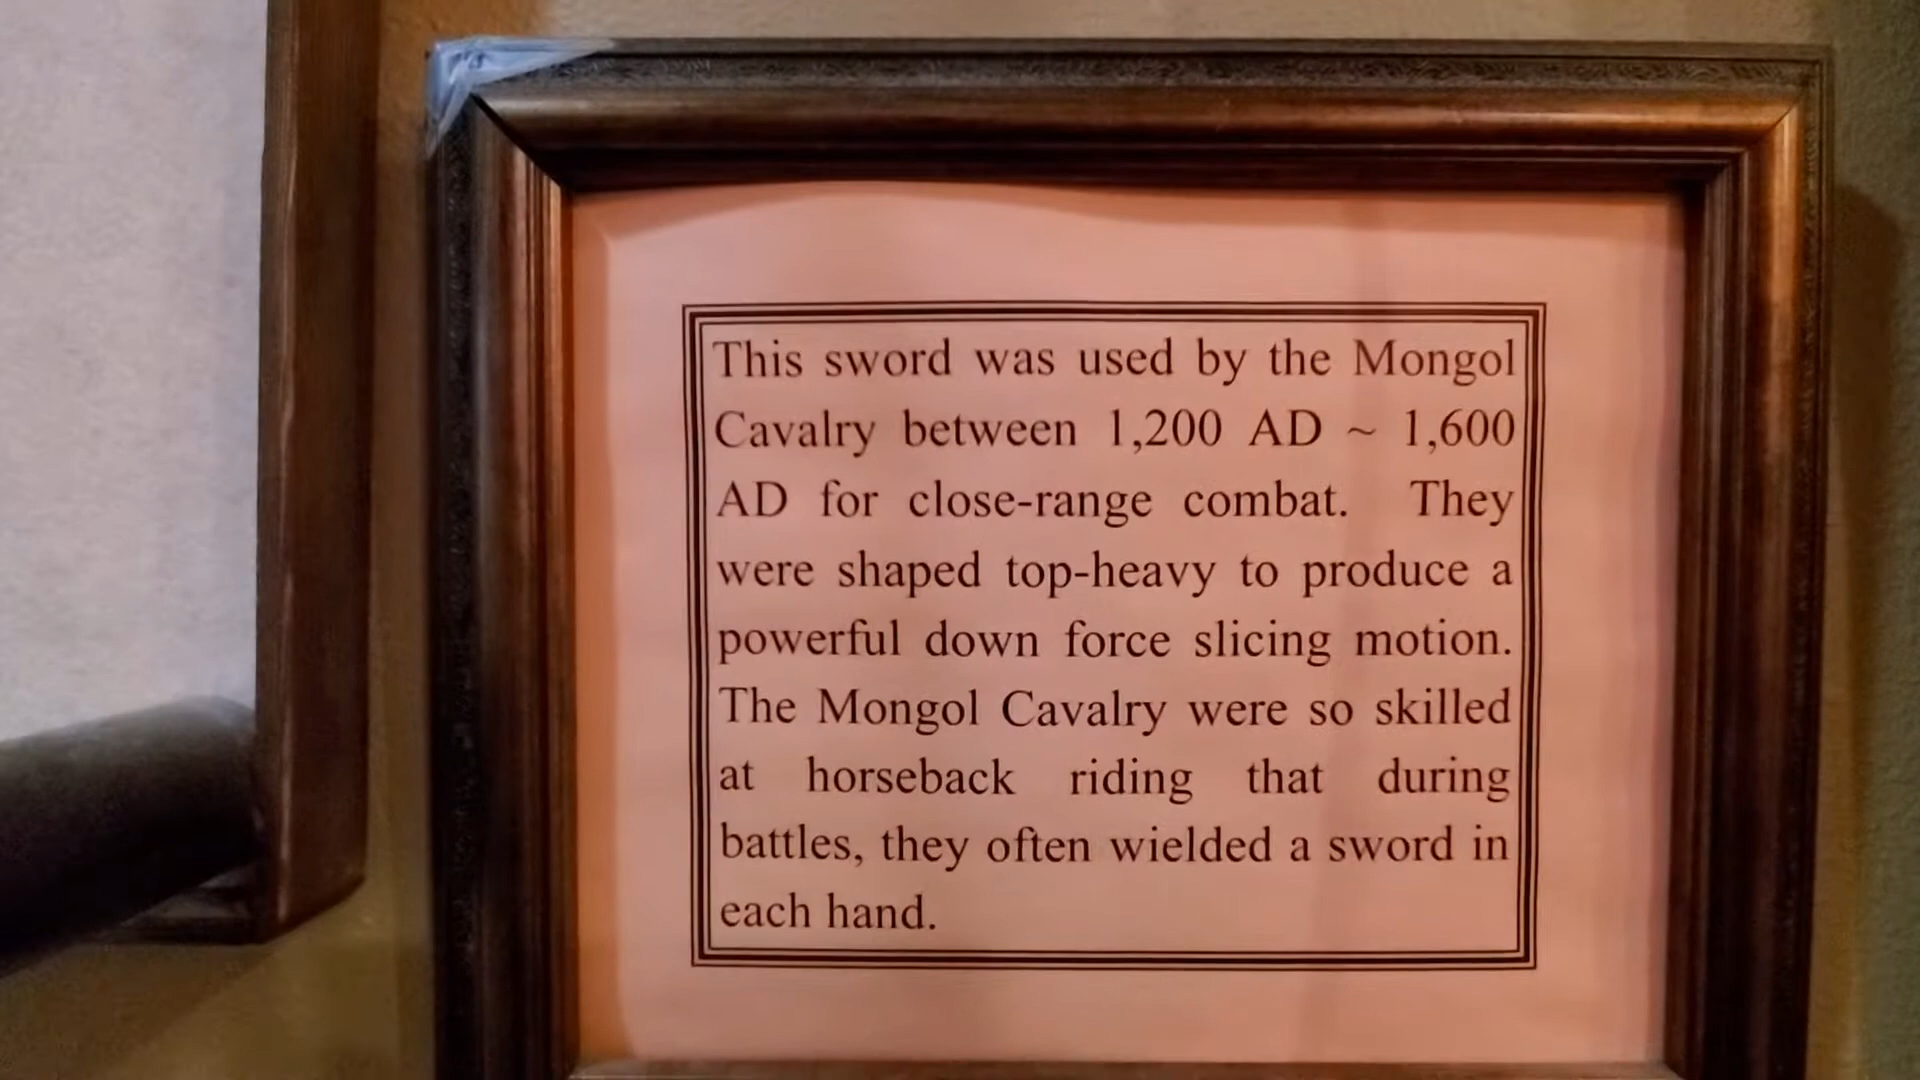 This sword was used by the Mongol
Cavalry between 1,200 AD ~ 1,600
AD for close-range combat. They
were shaped top-heavy to produce a
powerful down force slicing motion.
The Mongol Cavalry were so skilled
at horseback riding that during
battles, they often wielded a sword in
each hand.